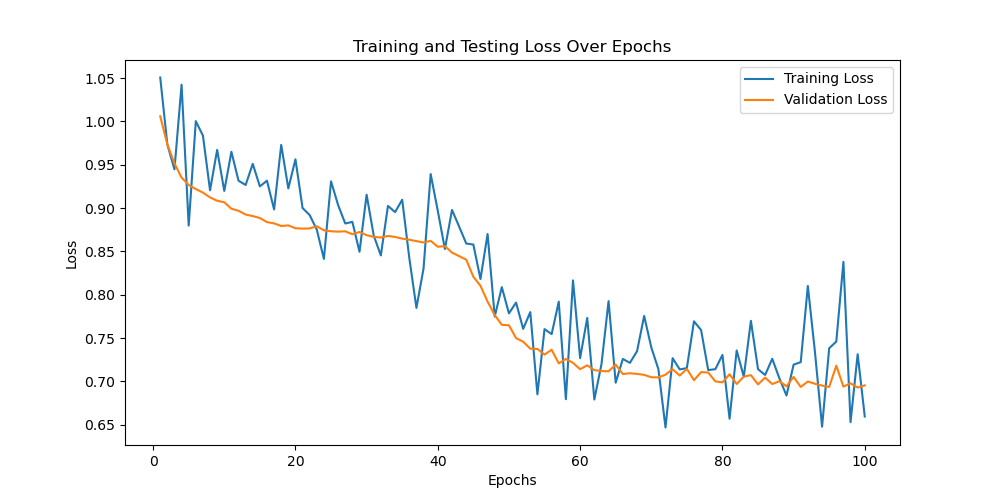 Training and Testing Loss Over Epochs
Training Loss
Validation Loss
Loss
1.05
1.00
0.95
0.90
0.85
0.80
0.75
0.70
0.65
0 20 40 60 80 100
Epochs